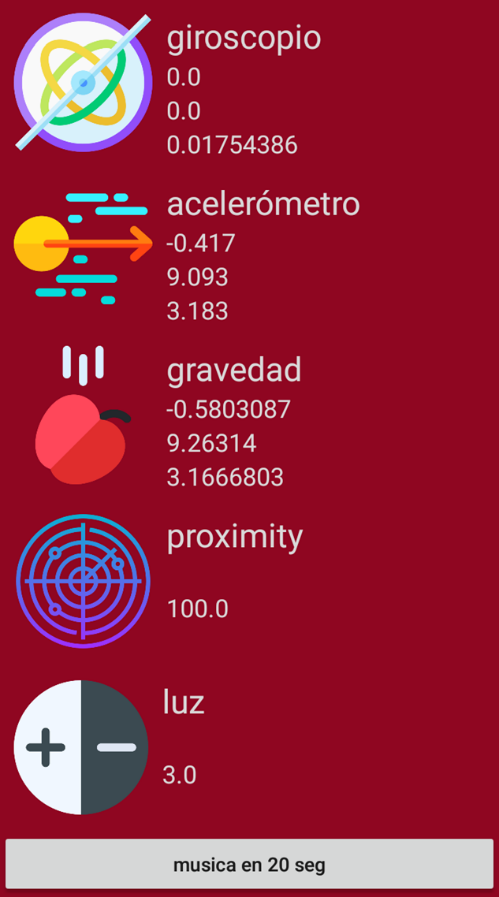 giroscopio
0.0
0.0
0.01754386
acelerómetro
-0.417
9.093
3.183
gravedad
-0.5803087
9.26314
3.1666803
proximity
100.0
luz
3.0
musica en 20 seg